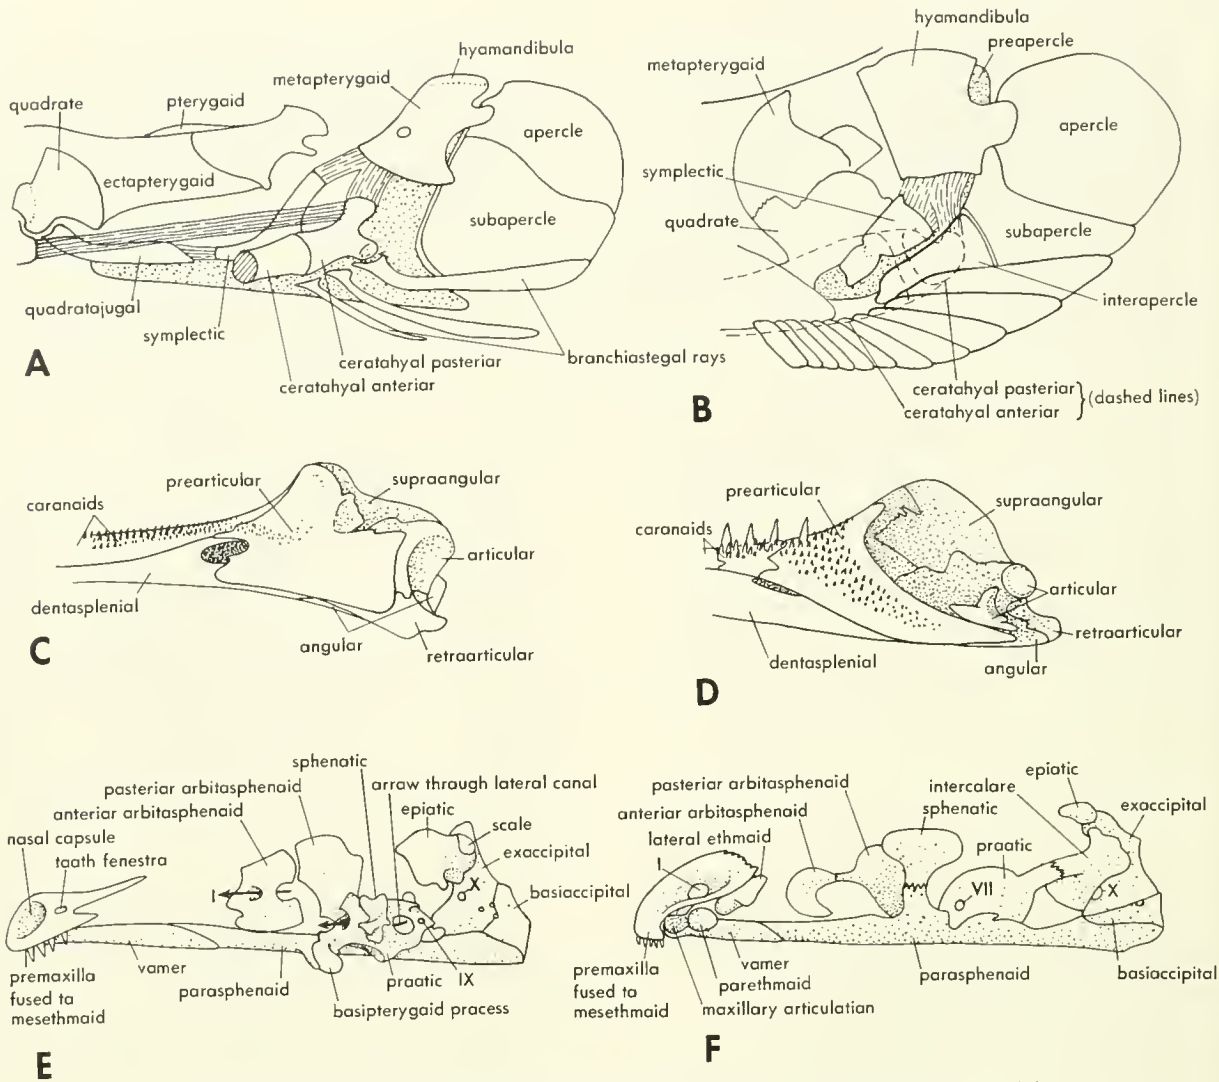 hyamandibula
metapterygaid
quadrate
pterygaid
apercle
ectapterygaid
subapercle
quadratajugal
symplectic
branchiastegal rays
ceratahyal pasteriar
ceratahyal anteriar
A
hyamandibula
preapercle
metapterygaid
apercle
symplectic
quadrate
subapercle
interapercle
ceratahyal pasteriar
ceratahyal anteriar
(dashed lines)
B
prearticular
supraangular
caranaids
articular
dentasplenial
angular
retraarticular
C
prearticular
supraangular
caranaids
articular
retraarticular
dentasplenial
angular
D
sphenatic
pasteriar arbitasphenaid
arraw through lateral canal
anteriar arbitasphenaid
epiatic
nasal capsule
scale
taath fenestra
exaccipital
X
I
basiaccipital
vamer
praatic
IX
parasphenaid
premaxilla
fused ta
mesethmaid
basipterygaid pracess
E
epiatic
pasteriar arbitasphenaid
intercalare
exaccipital
anteriar arbitasphenaid
sphenatic
lateral ethmaid
praatic
I
VII
X
premaxilla
fused ta
mesethmaid
vamer
parethmaid
maxillary articulation
parasphenaid
basiaccipital
F